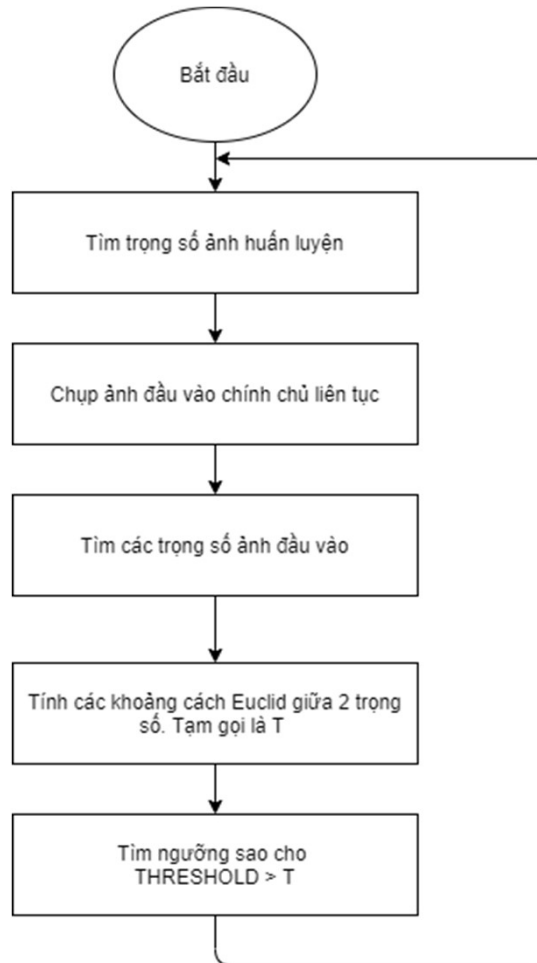 Bắt đầu
Tìm trọng số ảnh huấn luyện
Chụp ảnh đầu vào chính chủ liên tục
Tìm các trọng số ảnh đầu vào
Tính các khoảng cách Euclid giữa 2 trọng
số. Tạm gọi là T
Tìm ngưỡng sao cho
THRESHOLD > T